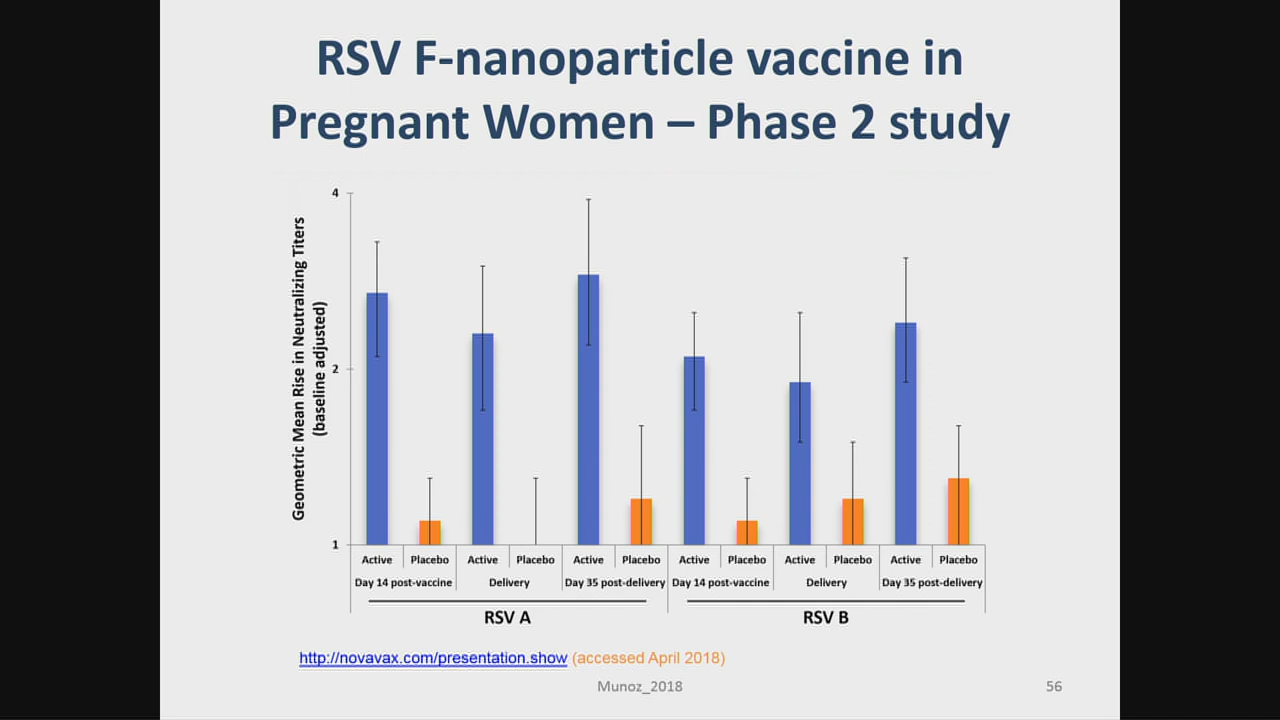 RSV F-nanoparticle vaccine in
Pregnant Women – Phase 2 study
Geometric Mean Rise in Neutralizing Titers
(baseline adjusted)
4
2
1
Active Placebo Active Placebo Active Placebo Active Placebo Active Placebo Active Placebo
Day 14 post-vaccine Delivery Day 35 post-delivery Day 14 post-vaccine Delivery Day 35 post-delivery
RSV A RSV B
http://novavax.com/presentation.show (accessed April 2018)
Munoz_2018 56